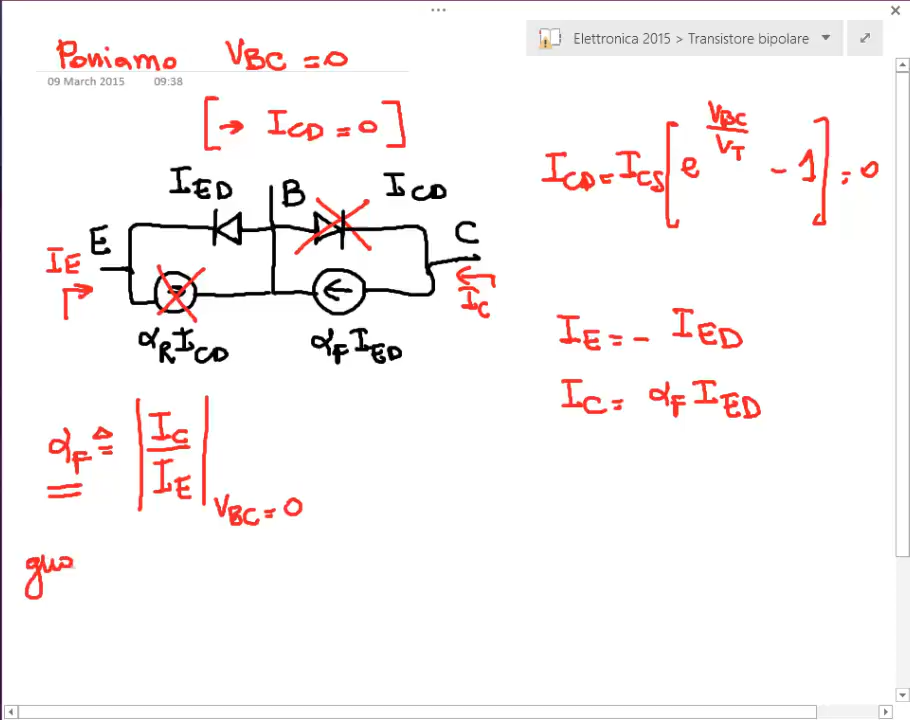 Elettronica 2015 > Transistore bipolare
Poniamo VBC = 0
09 March 2015 09:38
[→ ICD = 0]
ICD = ICS [e^(VBC/VT) - 1] = 0
IED B ICD
E C
IE IC
αR ICD αF IED
IE = - IED
IC = αF IED
αF ≜ |IC/IE| VBC = 0
gua